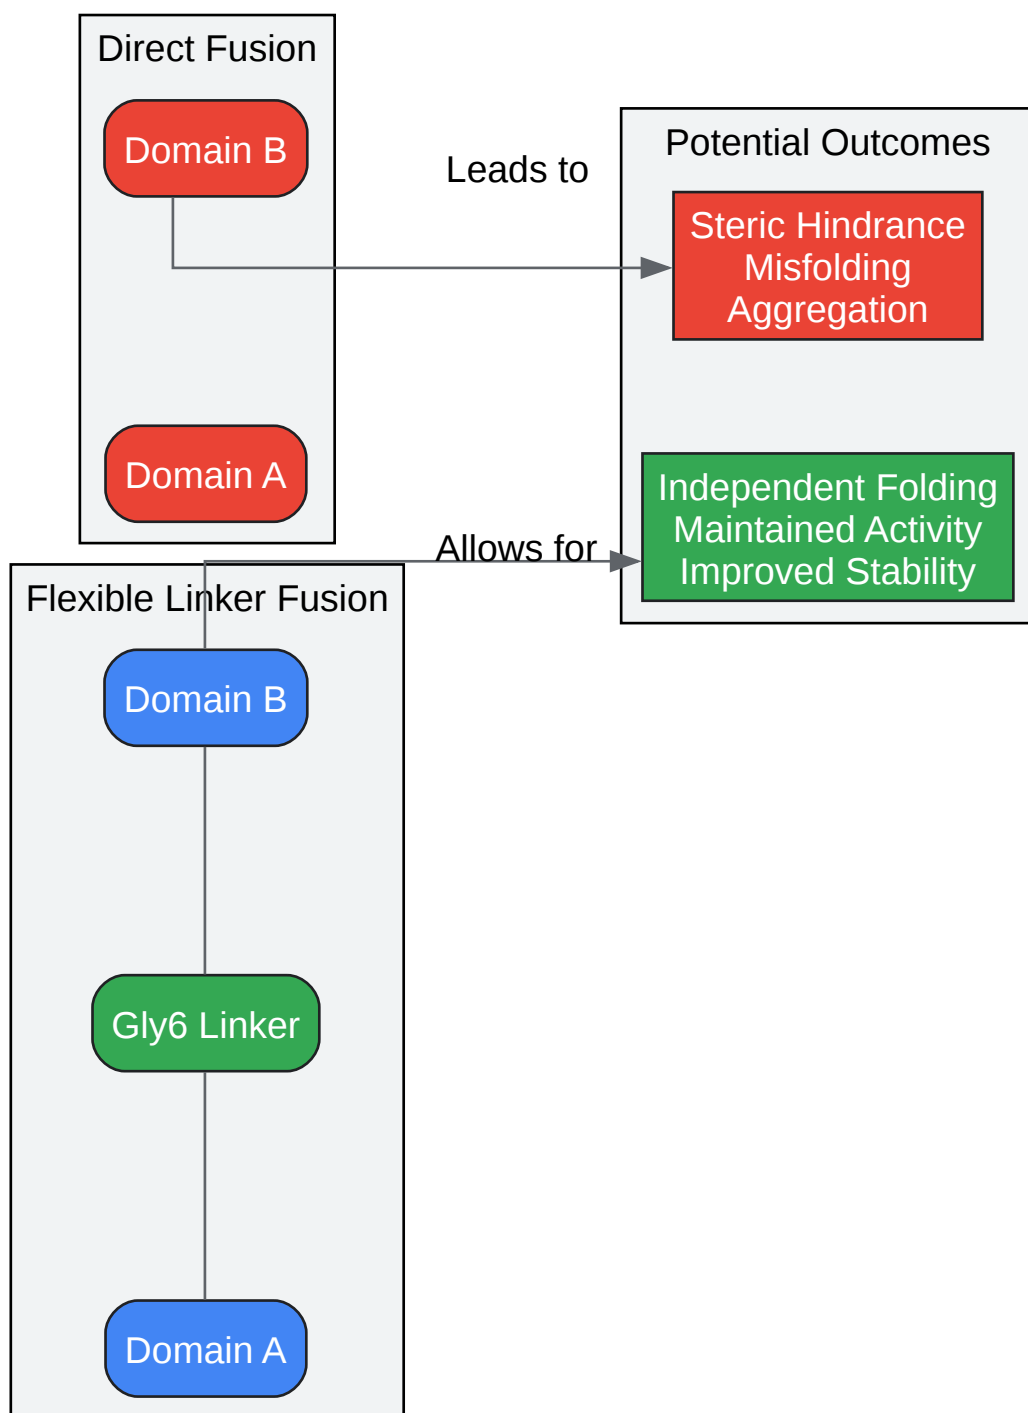 Direct Fusion
Domain B
Domain A
Leads to
Potential Outcomes
Steric Hindrance
Misfolding
Aggregation
Independent Folding
Maintained Activity
Improved Stability
Allows for
Flexible Linker Fusion
Domain B
Gly6 Linker
Domain A